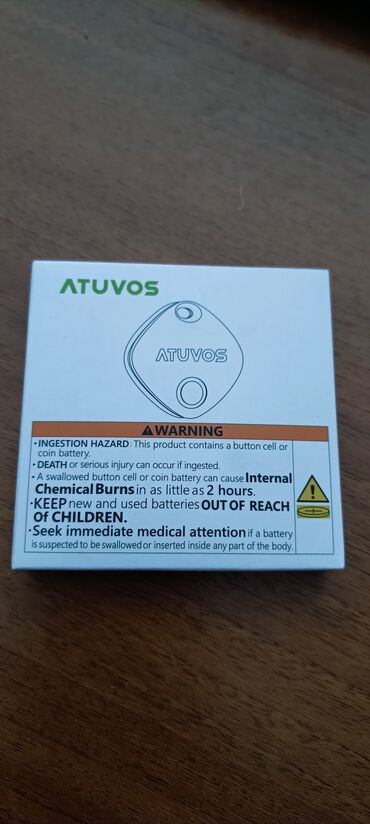 ATUVOS
ATUVOS
WARNING
· INGESTION HAZARD: This product contains a button cell or
coin battery.
· DEATH or serious injury can occur if ingested.
· A swallowed button cell or coin battery can cause Internal
Chemical Burns in as little as 2 hours.
·KEEP new and used batteries OUT OF REACH
Of CHILDREN.
·Seek immediate medical attention if a battery
is suspected to be swallowed or inserted inside any part of the body.